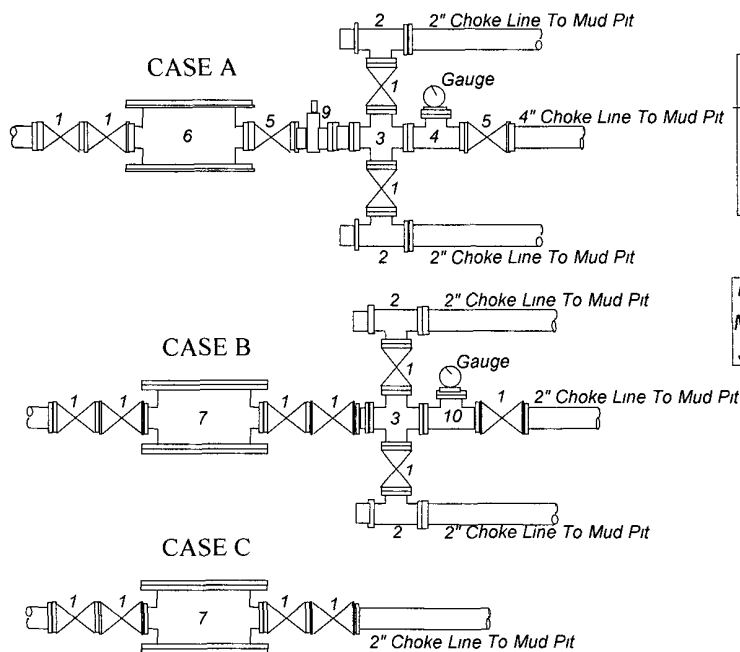 2 2" Choke Line To Mud Pit
CASE A
1
Gauge
1 1 6 5 9 3 4 5 4" Choke Line To Mud Pit
1
2 2" Choke Line To Mud Pit
2 2" Choke Line To Mud Pit
CASE B
1
Gauge
1 1 7 1 1 3 10 1 2" Choke Line To Mud Pit
1
2 2" Choke Line To Mud Pit
CASE C
1 1 7 1 1
2" Choke Line To Mud Pit